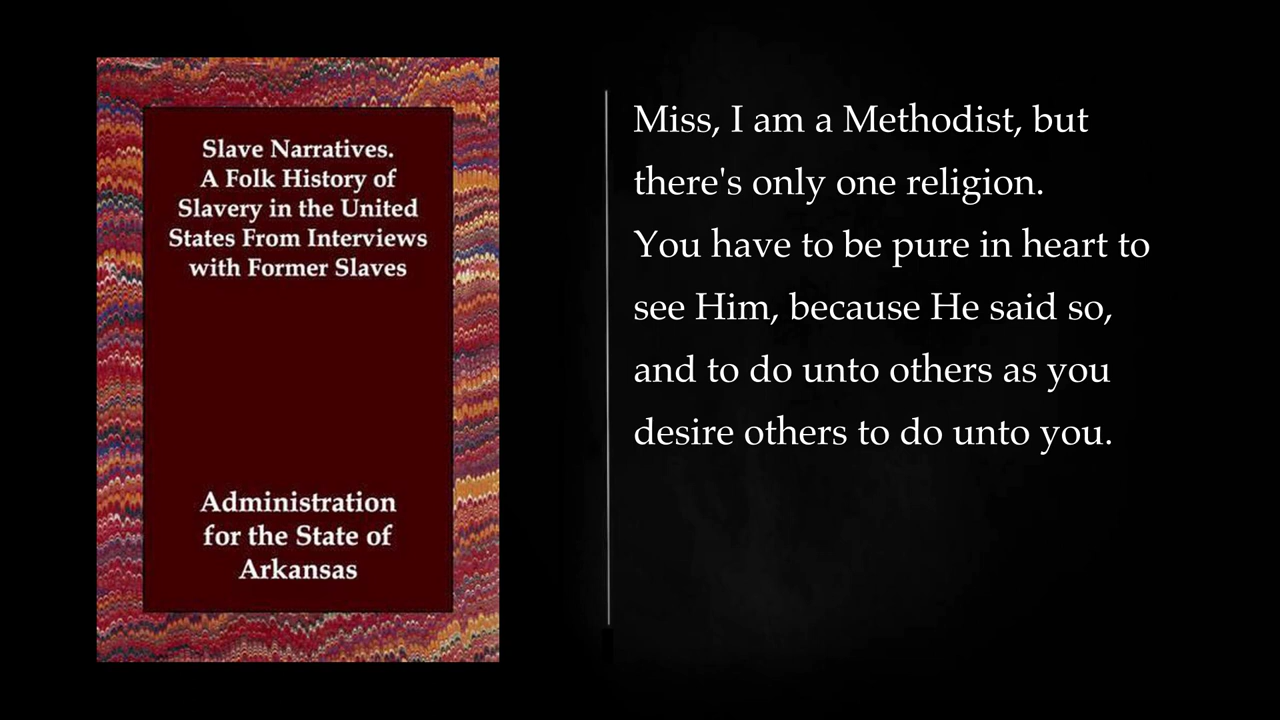 Slave Narratives.
A Folk History of
Slavery in the United
States From Interviews
with Former Slaves
Administration
for the State of
Arkansas
Miss, I am a Methodist, but
there's only one religion.
You have to be pure in heart to
see Him, because He said so,
and to do unto others as you
desire others to do unto you.